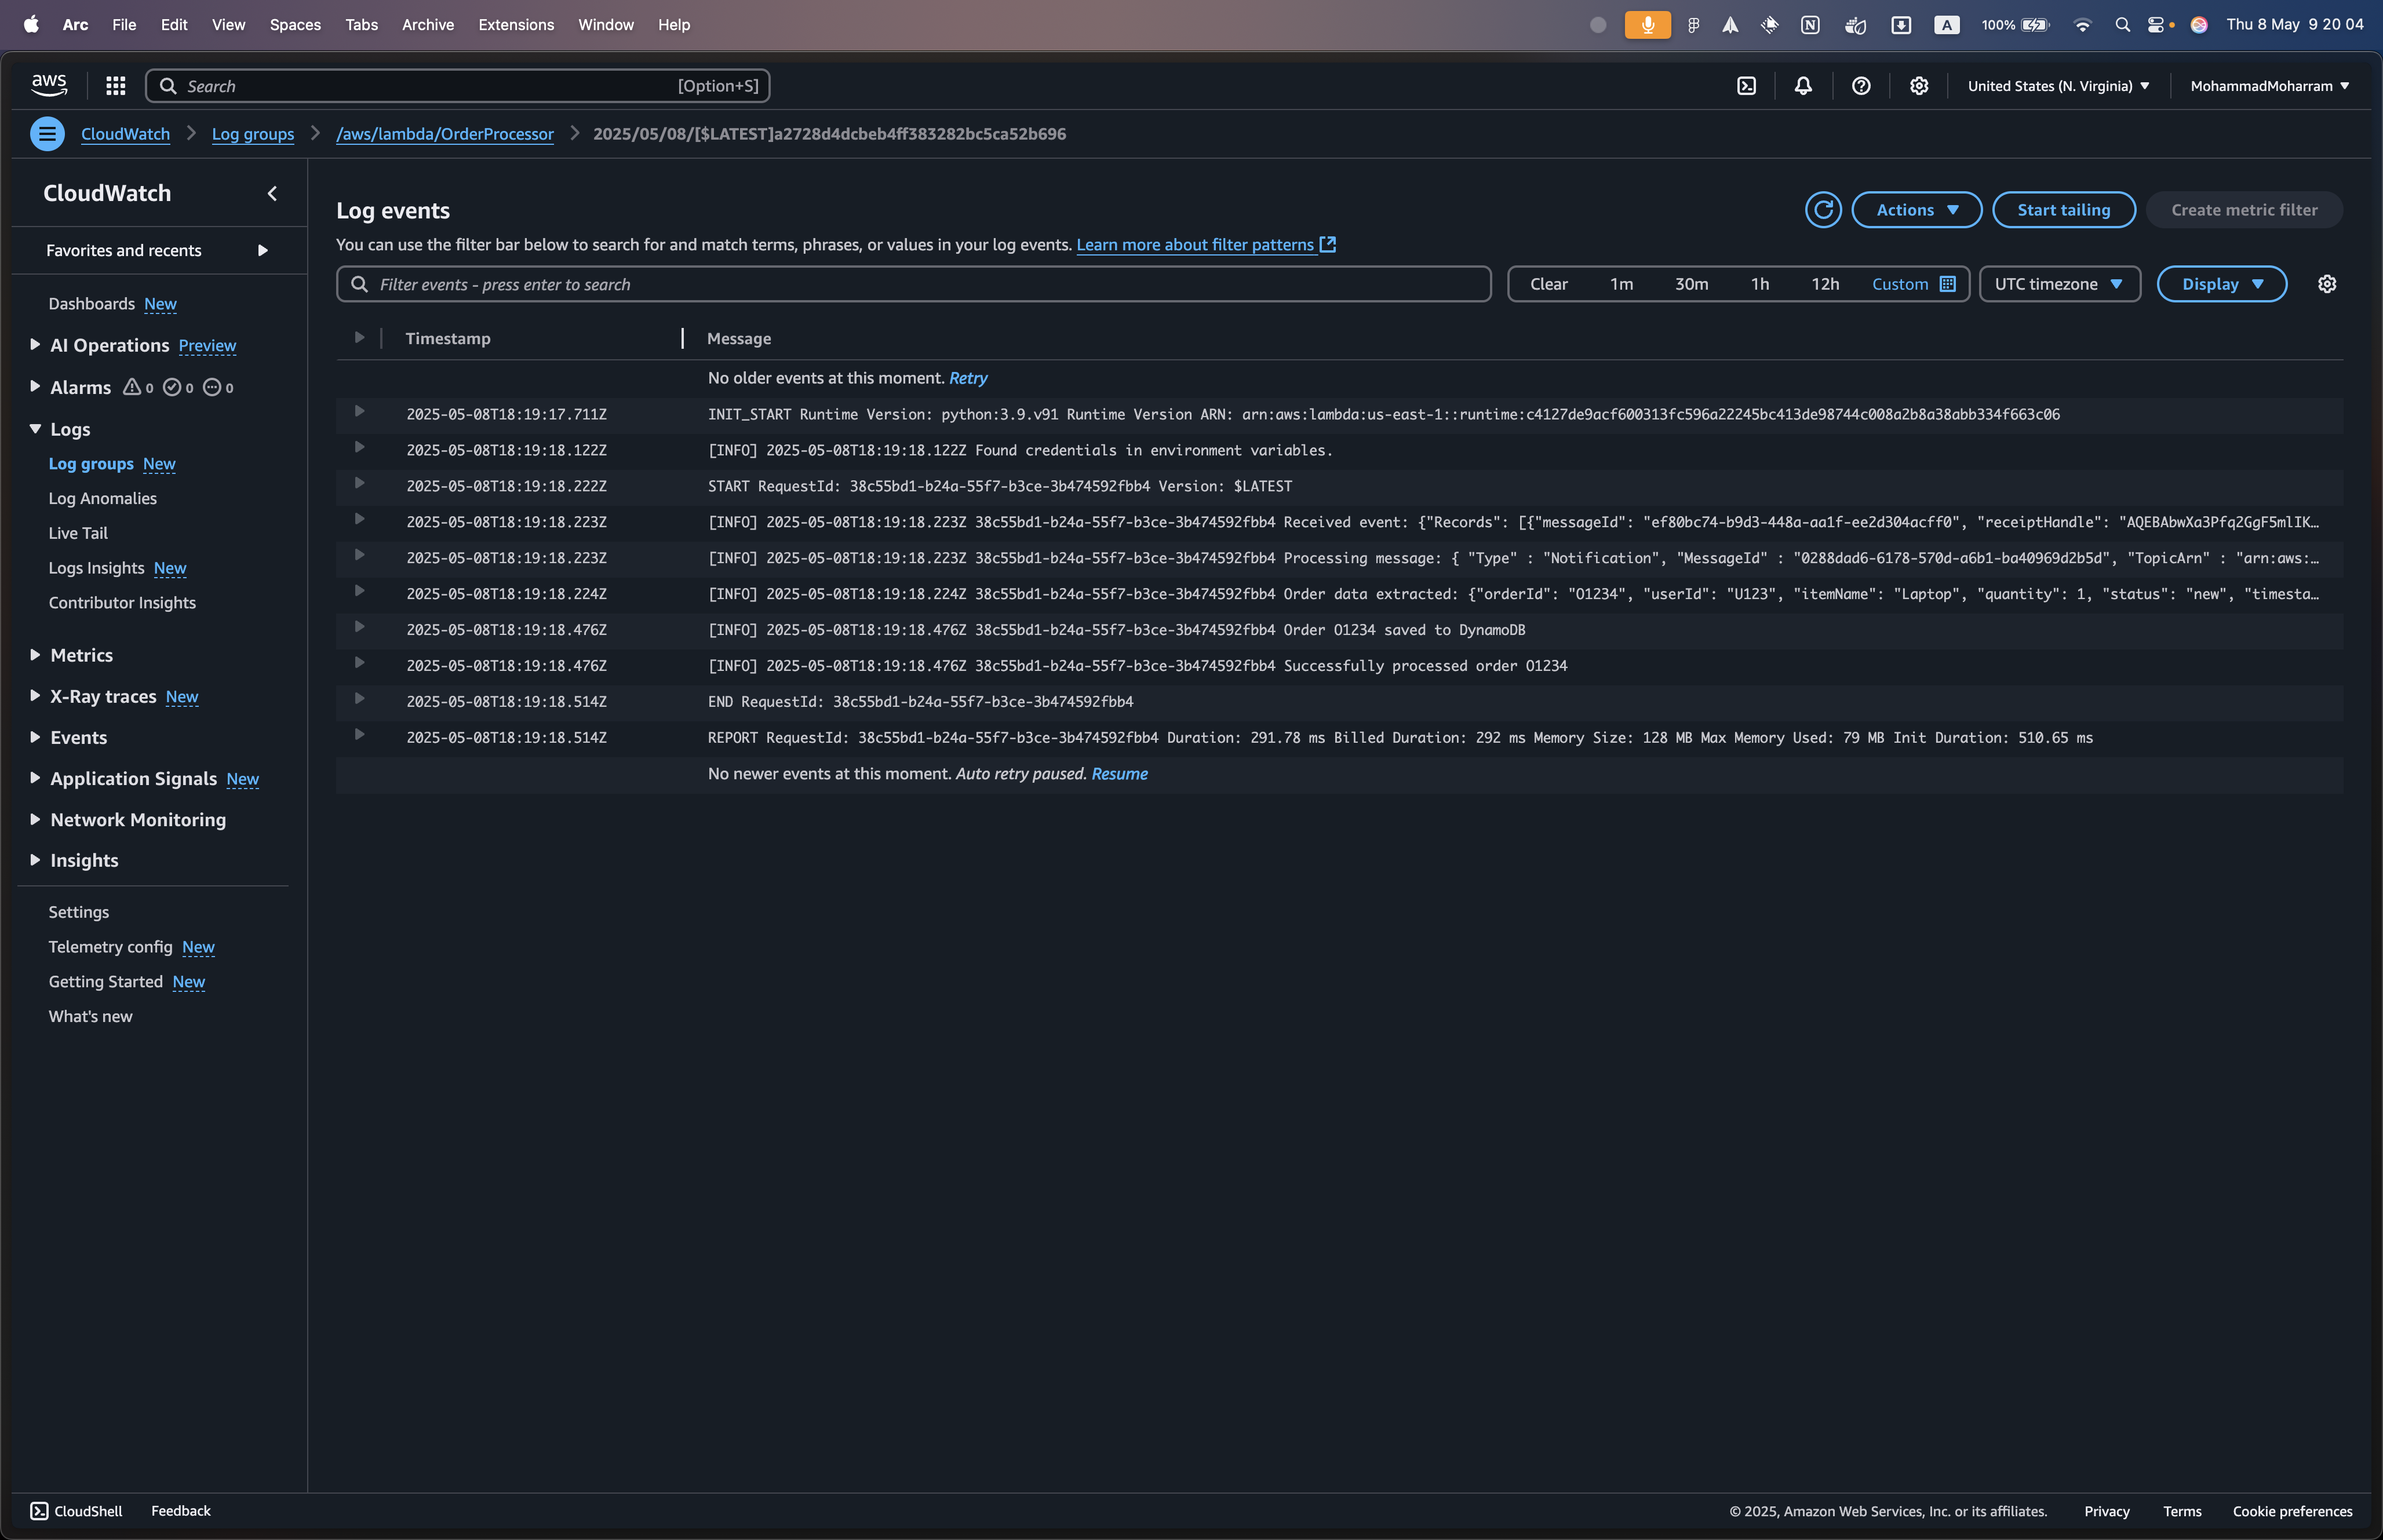 Arc File Edit View Spaces Tabs Archive Extensions Window Help A 100% Thu 8 May 9 20 04
aws Search [Option+S] United States (N. Virginia) MohammadMoharram
CloudWatch Log groups /aws/lambda/OrderProcessor 2025/05/08/[$LATEST]a2728d4dcbeb4ff383282bc5ca52b696
CloudWatch
Favorites and recents
Dashboards New
AI Operations Preview
Alarms 0 0 0
Logs
Log groups New
Log Anomalies
Live Tail
Logs Insights New
Contributor Insights
Metrics
X-Ray traces New
Events
Application Signals New
Network Monitoring
Insights
Settings
Telemetry config New
Getting Started New
What's new
Log events
Actions Start tailing Create metric filter
You can use the filter bar below to search for and match terms, phrases, or values in your log events. Learn more about filter patterns
Filter events - press enter to search Clear 1m 30m 1h 12h Custom UTC timezone Display
Timestamp Message
No older events at this moment. Retry
2025-05-08T18:19:17.711Z INIT_START Runtime Version: python:3.9.v91 Runtime Version ARN: arn:aws:lambda:us-east-1::runtime:c4127de9acf600313fc596a22245bc413de98744c008a2b8a38abb334f663c06
2025-05-08T18:19:18.122Z [INFO] 2025-05-08T18:19:18.122Z Found credentials in environment variables.
2025-05-08T18:19:18.222Z START RequestId: 38c55bd1-b24a-55f7-b3ce-3b474592fbb4 Version: $LATEST
2025-05-08T18:19:18.223Z [INFO] 2025-05-08T18:19:18.223Z 38c55bd1-b24a-55f7-b3ce-3b474592fbb4 Received event: {"Records": [{"messageId": "ef80bc74-b9d3-448a-aa1f-ee2d304acff0", "receiptHandle": "AQEBAbwXa3Pfq2GgF5mlIK…
2025-05-08T18:19:18.223Z [INFO] 2025-05-08T18:19:18.223Z 38c55bd1-b24a-55f7-b3ce-3b474592fbb4 Processing message: { "Type" : "Notification", "MessageId" : "0288dad6-6178-570d-a6b1-ba40969d2b5d", "TopicArn" : "arn:aws:…
2025-05-08T18:19:18.224Z [INFO] 2025-05-08T18:19:18.224Z 38c55bd1-b24a-55f7-b3ce-3b474592fbb4 Order data extracted: {"orderId": "O1234", "userId": "U123", "itemName": "Laptop", "quantity": 1, "status": "new", "timesta…
2025-05-08T18:19:18.476Z [INFO] 2025-05-08T18:19:18.476Z 38c55bd1-b24a-55f7-b3ce-3b474592fbb4 Order O1234 saved to DynamoDB
2025-05-08T18:19:18.476Z [INFO] 2025-05-08T18:19:18.476Z 38c55bd1-b24a-55f7-b3ce-3b474592fbb4 Successfully processed order O1234
2025-05-08T18:19:18.514Z END RequestId: 38c55bd1-b24a-55f7-b3ce-3b474592fbb4
2025-05-08T18:19:18.514Z REPORT RequestId: 38c55bd1-b24a-55f7-b3ce-3b474592fbb4 Duration: 291.78 ms Billed Duration: 292 ms Memory Size: 128 MB Max Memory Used: 79 MB Init Duration: 510.65 ms
No newer events at this moment. Auto retry paused. Resume
CloudShell Feedback © 2025, Amazon Web Services, Inc. or its affiliates. Privacy Terms Cookie preferences